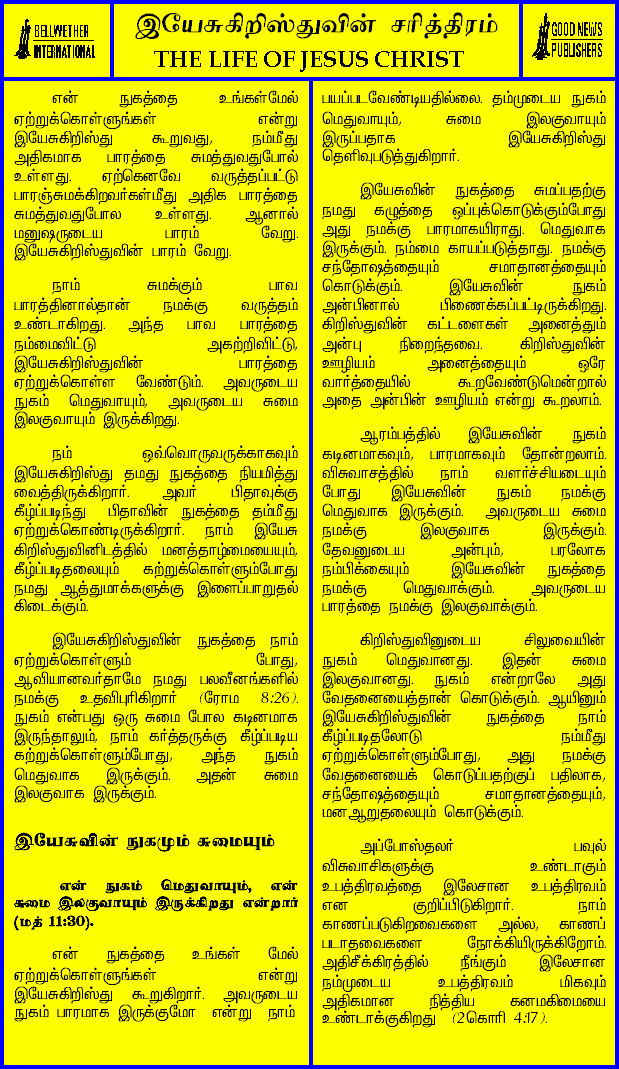 BELLWETHER
INTERNATIONAL
இயேசுகிறிஸ்துவின் சரித்திரம்
THE LIFE OF JESUS CHRIST
GOOD NEWS
PUBLISHERS
என் நுகத்தை உங்கள்மேல்
ஏற்றுக்கொள்ளுங்கள் என்று
இயேசுகிறிஸ்து கூறுவது, நம்மீது
அதிகமாக பாரத்தை சுமத்துவதுபோல்
உள்ளது. ஏற்கெனவே வருத்தப்பட்டு
பாரஞ்சுமக்கிறவர்கள்மீது அதிக பாரத்தை
சுமத்துவதுபோல உள்ளது. ஆனால்
மனுஷருடைய பாரம் வேறு.
இயேசுகிறிஸ்துவின் பாரம் வேறு.
நாம் சுமக்கும் பாவ
பாரத்தினால்தான் நமக்கு வருத்தம்
உண்டாகிறது. அந்த பாவ பாரத்தை
நம்மைவிட்டு அகற்றிவிட்டு,
இயேசுகிறிஸ்துவின் பாரத்தை
ஏற்றுக்கொள்ள வேண்டும். அவருடைய
நுகம் மெதுவாயும், அவருடைய சுமை
இலகுவாயும் இருக்கிறது.
நம் ஒவ்வொருவருக்காகவும்
இயேசுகிறிஸ்து தமது நுகத்தை நியமித்து
வைத்திருக்கிறார். அவர் பிதாவுக்கு
கீழ்ப்படிந்து பிதாவின் நுகத்தை தம்மீது
ஏற்றுக்கொண்டிருக்கிறார். நாம் இயேசு
கிறிஸ்துவினிடத்தில் மனத்தாழ்மையையும்,
கீழ்ப்படிதலையும் கற்றுக்கொள்ளும்போது
நமது ஆத்துமாக்களுக்கு இளைப்பாறுதல்
கிடைக்கும்.
இயேசுகிறிஸ்துவின் நுகத்தை நாம்
ஏற்றுக்கொள்ளும் போது,
ஆவியானவர்தாமே நமது பலவீனங்களில்
நமக்கு உதவிபுரிகிறார் (ரோம 8:26).
நுகம் என்பது ஒரு சுமை போல கடினமாக
இருந்தாலும், நாம் கர்த்தருக்கு கீழ்ப்படிய
கற்றுக்கொள்ளும்போது, அந்த நுகம்
மெதுவாக இருக்கும். அதன் சுமை
இலகுவாக இருக்கும்.
இயேசுவின் நுகமும் சுமையும்
என் நுகம் மெதுவாயும், என்
சுமை இலகுவாயும் இருக்கிறது என்றார்
(மத் 11:30).
என் நுகத்தை உங்கள் மேல்
ஏற்றுக்கொள்ளுங்கள் என்று
இயேசுகிறிஸ்து கூறுகிறார். அவருடைய
நுகம் பாரமாக இருக்குமோ என்று நாம்
பயப்படவேண்டியதில்லை. தம்முடைய நுகம்
மெதுவாயும், சுமை இலகுவாயும்
இருப்பதாக இயேசுகிறிஸ்து
தெளிவுபடுத்துகிறார்.
இயேசுவின் நுகத்தை சுமப்பதற்கு
நமது கழுத்தை ஒப்புக்கொடுக்கும்போது
அது நமக்கு பாரமாகயிராது. மெதுவாக
இருக்கும். நம்மை காயப்படுத்தாது. நமக்கு
சந்தோஷத்தையும் சமாதானத்தையும்
கொடுக்கும். இயேசுவின் நுகம்
அன்பினால் பிணைக்கப்பட்டிருக்கிறது.
கிறிஸ்துவின் கட்டளைகள் அனைத்தும்
அன்பு நிறைந்தவை. கிறிஸ்துவின்
ஊழியம் அனைத்தையும் ஒரே
வார்த்தையில் கூறவேண்டுமென்றால்
அதை அன்பின் ஊழியம் என்று கூறலாம்.
ஆரம்பத்தில் இயேசுவின் நுகம்
கடினமாகவும், பாரமாகவும் தோன்றலாம்.
விசுவாசத்தில் நாம் வளர்ச்சியடையும்
போது இயேசுவின் நுகம் நமக்கு
மெதுவாக இருக்கும். அவருடைய சுமை
நமக்கு இலகுவாக இருக்கும்.
தேவனுடைய அன்பும், பரலோக
நம்பிக்கையும் இயேசுவின் நுகத்தை
நமக்கு மெதுவாக்கும். அவருடைய
பாரத்தை நமக்கு இலகுவாக்கும்.
கிறிஸ்துவினுடைய சிலுவையின்
நுகம் மெதுவானது. இதன் சுமை
இலகுவானது. நுகம் என்றாலே அது
வேதனையைத்தான் கொடுக்கும். ஆயினும்
இயேசுகிறிஸ்துவின் நுகத்தை நாம்
கீழ்ப்படிதலோடு நம்மீது
ஏற்றுக்கொள்ளும்போது, அது நமக்கு
வேதனையைக் கொடுப்பதற்குப் பதிலாக,
சந்தோஷத்தையும் சமாதானத்தையும்,
மனஆறுதலையும் கொடுக்கும்.
அப்போஸ்தலர் பவுல்
விசுவாசிகளுக்கு உண்டாகும்
உபத்திரவத்தை இலேசான உபத்திரவம்
என குறிப்பிடுகிறார். நாம்
காணப்படுகிறவைகளை அல்ல, காணப்
படாதவைகளை நோக்கியிருக்கிறோம்.
அதிசீக்கிரத்தில் நீங்கும் இலேசான
நம்முடைய உபத்திரவம் மிகவும்
அதிகமான நித்திய கனமகிமையை
உண்டாக்குகிறது (2கொரி 4:17).